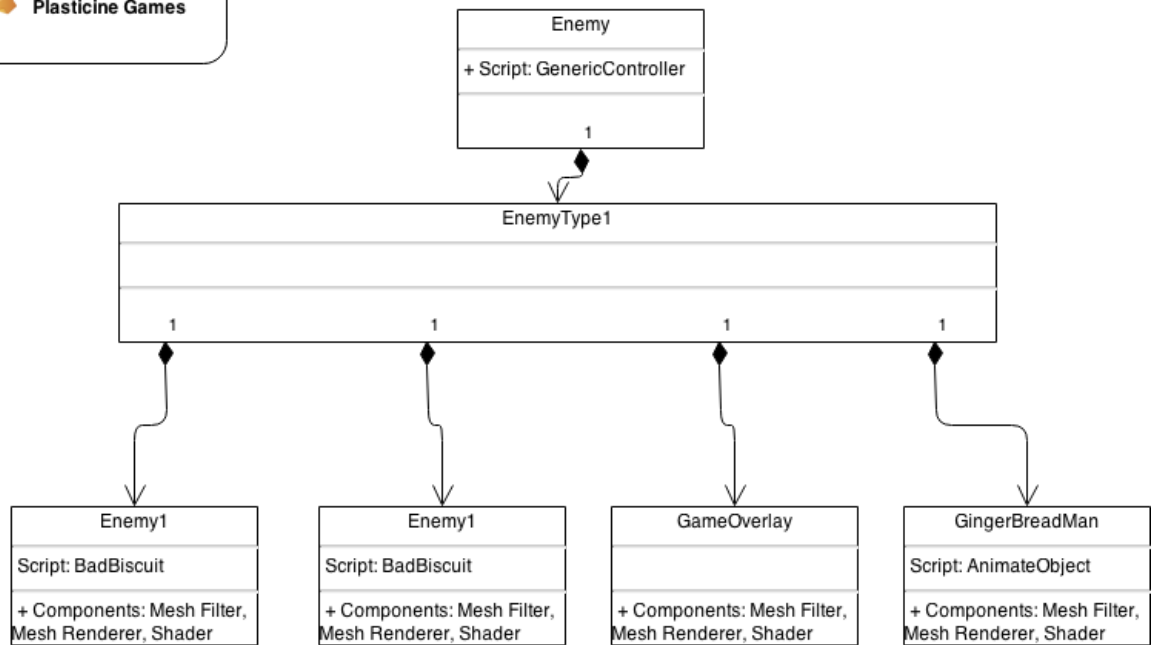 Plasticine Games
Enemy
+ Script: GenericController
1
EnemyType1
1 1 1 1
Enemy1 Enemy1 GameOverlay GingerBreadMan
Script: BadBiscuit Script: BadBiscuit Script: AnimateObject
+ Components: Mesh Filter, + Components: Mesh Filter, + Components: Mesh Filter, + Components: Mesh Filter,
Mesh Renderer, Shader Mesh Renderer, Shader Mesh Renderer, Shader Mesh Renderer, Shader